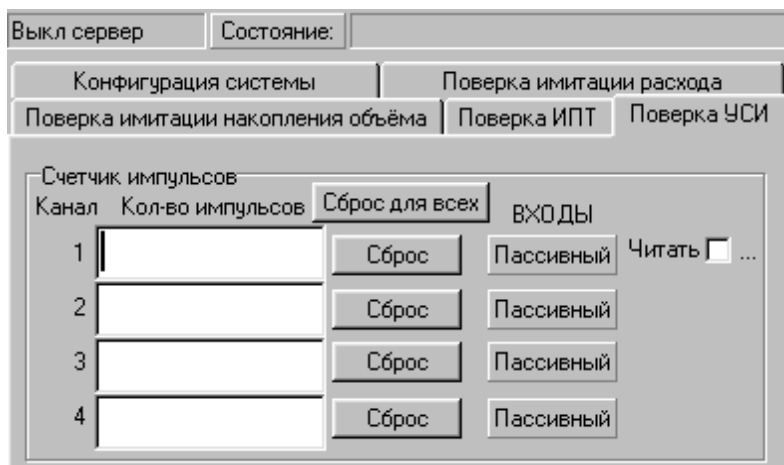 Выкл сервер Состояние:
Конфигурация системы Поверка имитации расхода
Поверка имитации накопления объёма Поверка ИПТ Поверка УСИ
Счетчик импульсов
Канал Кол-во импульсов Сброс для всех ВХОДЫ
1 Сброс Пассивный Читать ...
2 Сброс Пассивный
3 Сброс Пассивный
4 Сброс Пассивный